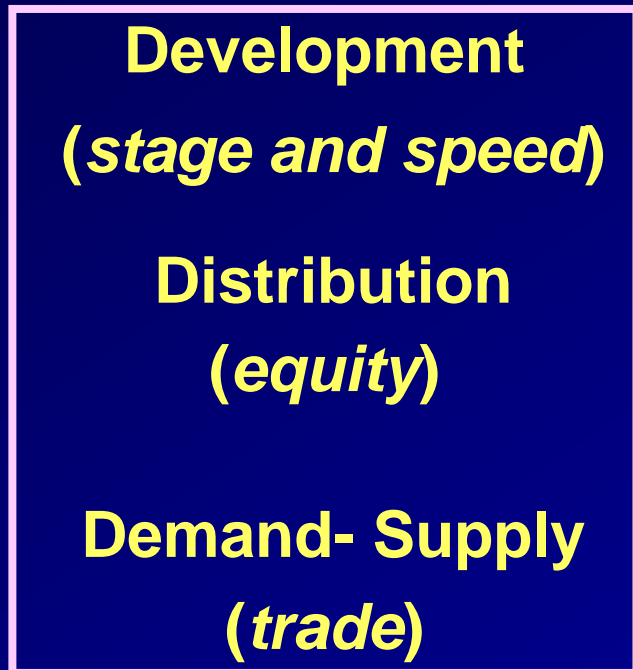 Development
(stage and speed)
Distribution
(equity)
Demand- Supply
(trade)